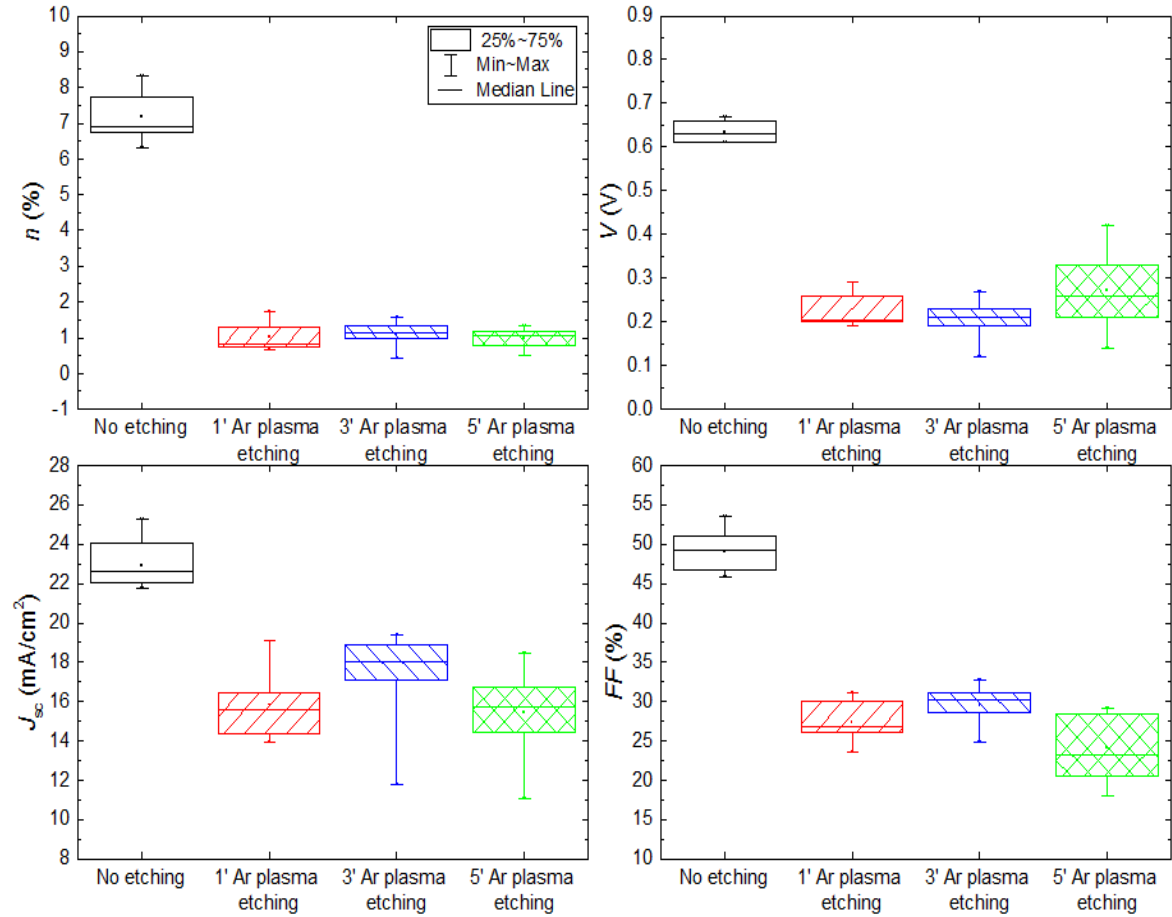 10
9
8
7
6
5
4
3
2
1
0
-1
n (%)
25%~75%
Min~Max
Median Line
No etching
1' Ar plasma
etching
3' Ar plasma
etching
5' Ar plasma
etching
0.9
0.8
0.7
0.6
0.5
0.4
0.3
0.2
0.1
0.0
V (V)
No etching
1' Ar plasma
etching
3' Ar plasma
etching
5' Ar plasma
etching
28
26
24
22
20
18
16
14
12
10
8
Jsc (mA/cm²)
No etching
1' Ar plasma
etching
3' Ar plasma
etching
5' Ar plasma
etching
60
55
50
45
40
35
30
25
20
15
10
FF (%)
No etching
1' Ar plasma
etching
3' Ar plasma
etching
5' Ar plasma
etching